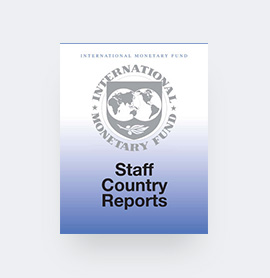 INTERNATIONAL MONETARY FUND
INTERNATIONAL
MONETARY FUND
Staff
Country
Reports